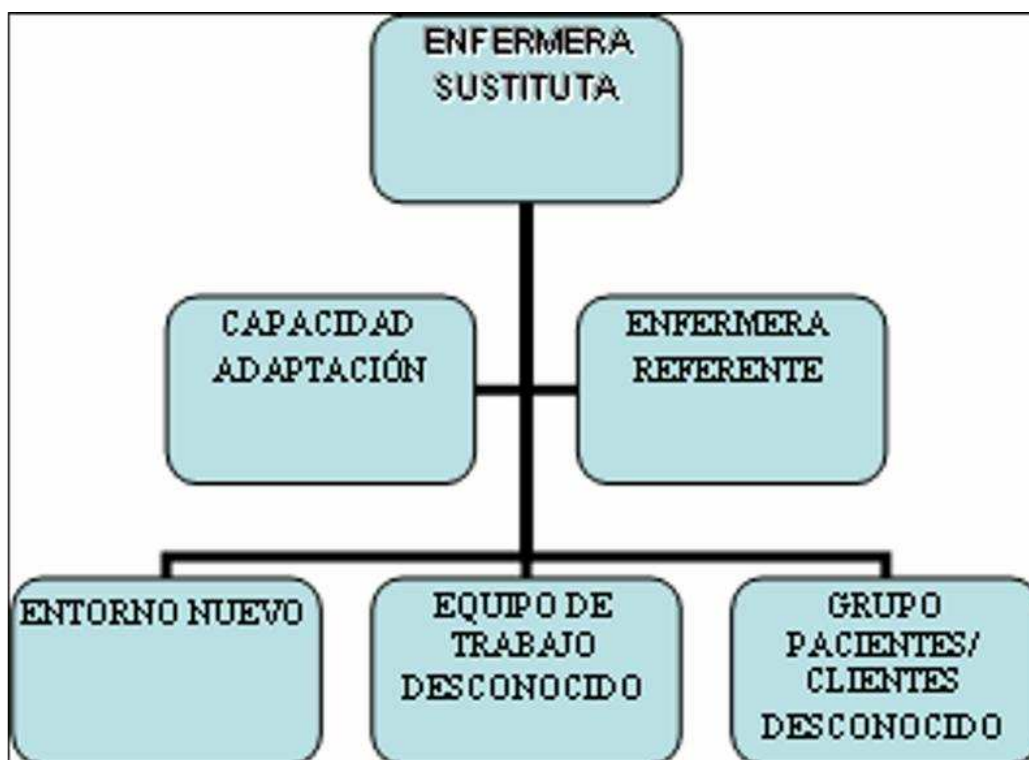 ENFERMERA
SUSTITUTA
CAPACIDAD
ADAPTACIÓN
ENFERMERA
REFERENTE
ENTORNO NUEVO
EQUIPO DE
TRABAJO
DESCONOCIDO
GRUPO
PACIENTES/
CLIENTES
DESCONOCIDO